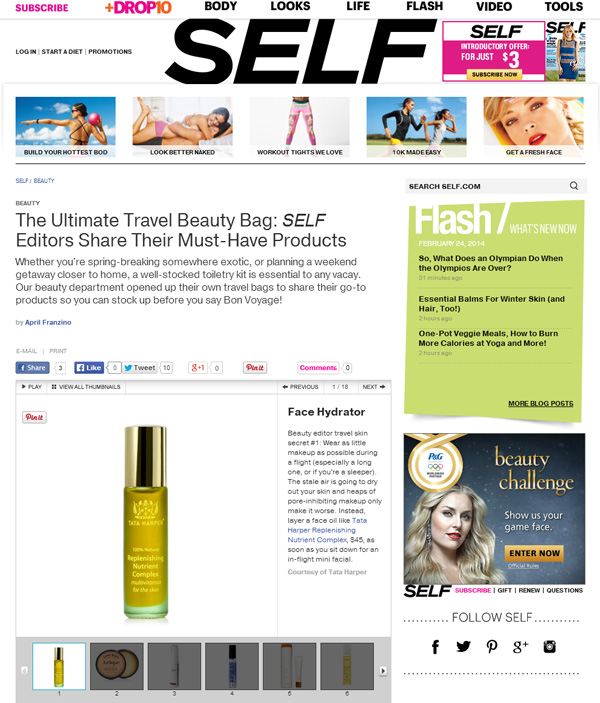 SUBSCRIBE
+DROP10
BODY
LOOKS
LIFE
FLASH
VIDEO
TOOLS
LOG IN | START A DIET | PROMOTIONS
SELF
SELF
INTRODUCTORY OFFER:
FOR JUST $3
SUBSCRIBE NOW
BUILD YOUR HOTTEST BOD
LOOK BETTER NAKED
WORKOUT TIGHTS WE LOVE
10K MADE EASY
GET A FRESH FACE
SELF / BEAUTY
BEAUTY
The Ultimate Travel Beauty Bag: SELF
Editors Share Their Must-Have Products
Whether you're spring-breaking somewhere exotic, or planning a weekend
getaway closer to home, a well-stocked toiletry kit is essential to any vacay.
Our beauty department opened up their own travel bags to share their go-to
products so you can stock up before you say Bon Voyage!
by April Franzino
E-MAIL | PRINT
Share 3
Like 0
Tweet 10
g+1 0
Pin it
Comments 0
PLAY
VIEW ALL THUMBNAILS
PREVIOUS
1 / 18
NEXT
Pin it
TATA HARPER
100% Natural
Replenishing
Nutrient
Complex
multivitamin
for the skin
Face Hydrator
Beauty editor travel skin
secret #1: Wear as little
makeup as possible during
a flight (especially a long
one, or if you're a sleeper).
The stale air is going to dry
out your skin and heaps of
pore-inhibiting makeup only
make it worse. Instead,
layer a face oil like Tata
Harper Replenishing
Nutrient Complex, $45, as
soon as you sit down for an
in-flight mini facial.
Courtesy of Tata Harper
1
2
3
4
5
6
SEARCH SELF.COM
Flash / WHAT'S NEW NOW
FEBRUARY 24, 2014
So, What Does an Olympian Do When
the Olympics Are Over?
21 minutes ago
Essential Balms For Winter Skin (and
Hair, Too!)
2 hours ago
One-Pot Veggie Meals, How to Burn
More Calories at Yoga and More!
2 hours ago
MORE BLOG POSTS
P&G
beauty
challenge
Show us your
game face.
ENTER NOW
Official Rules
SELF SUBSCRIBE | GIFT | RENEW | QUESTIONS
FOLLOW SELF